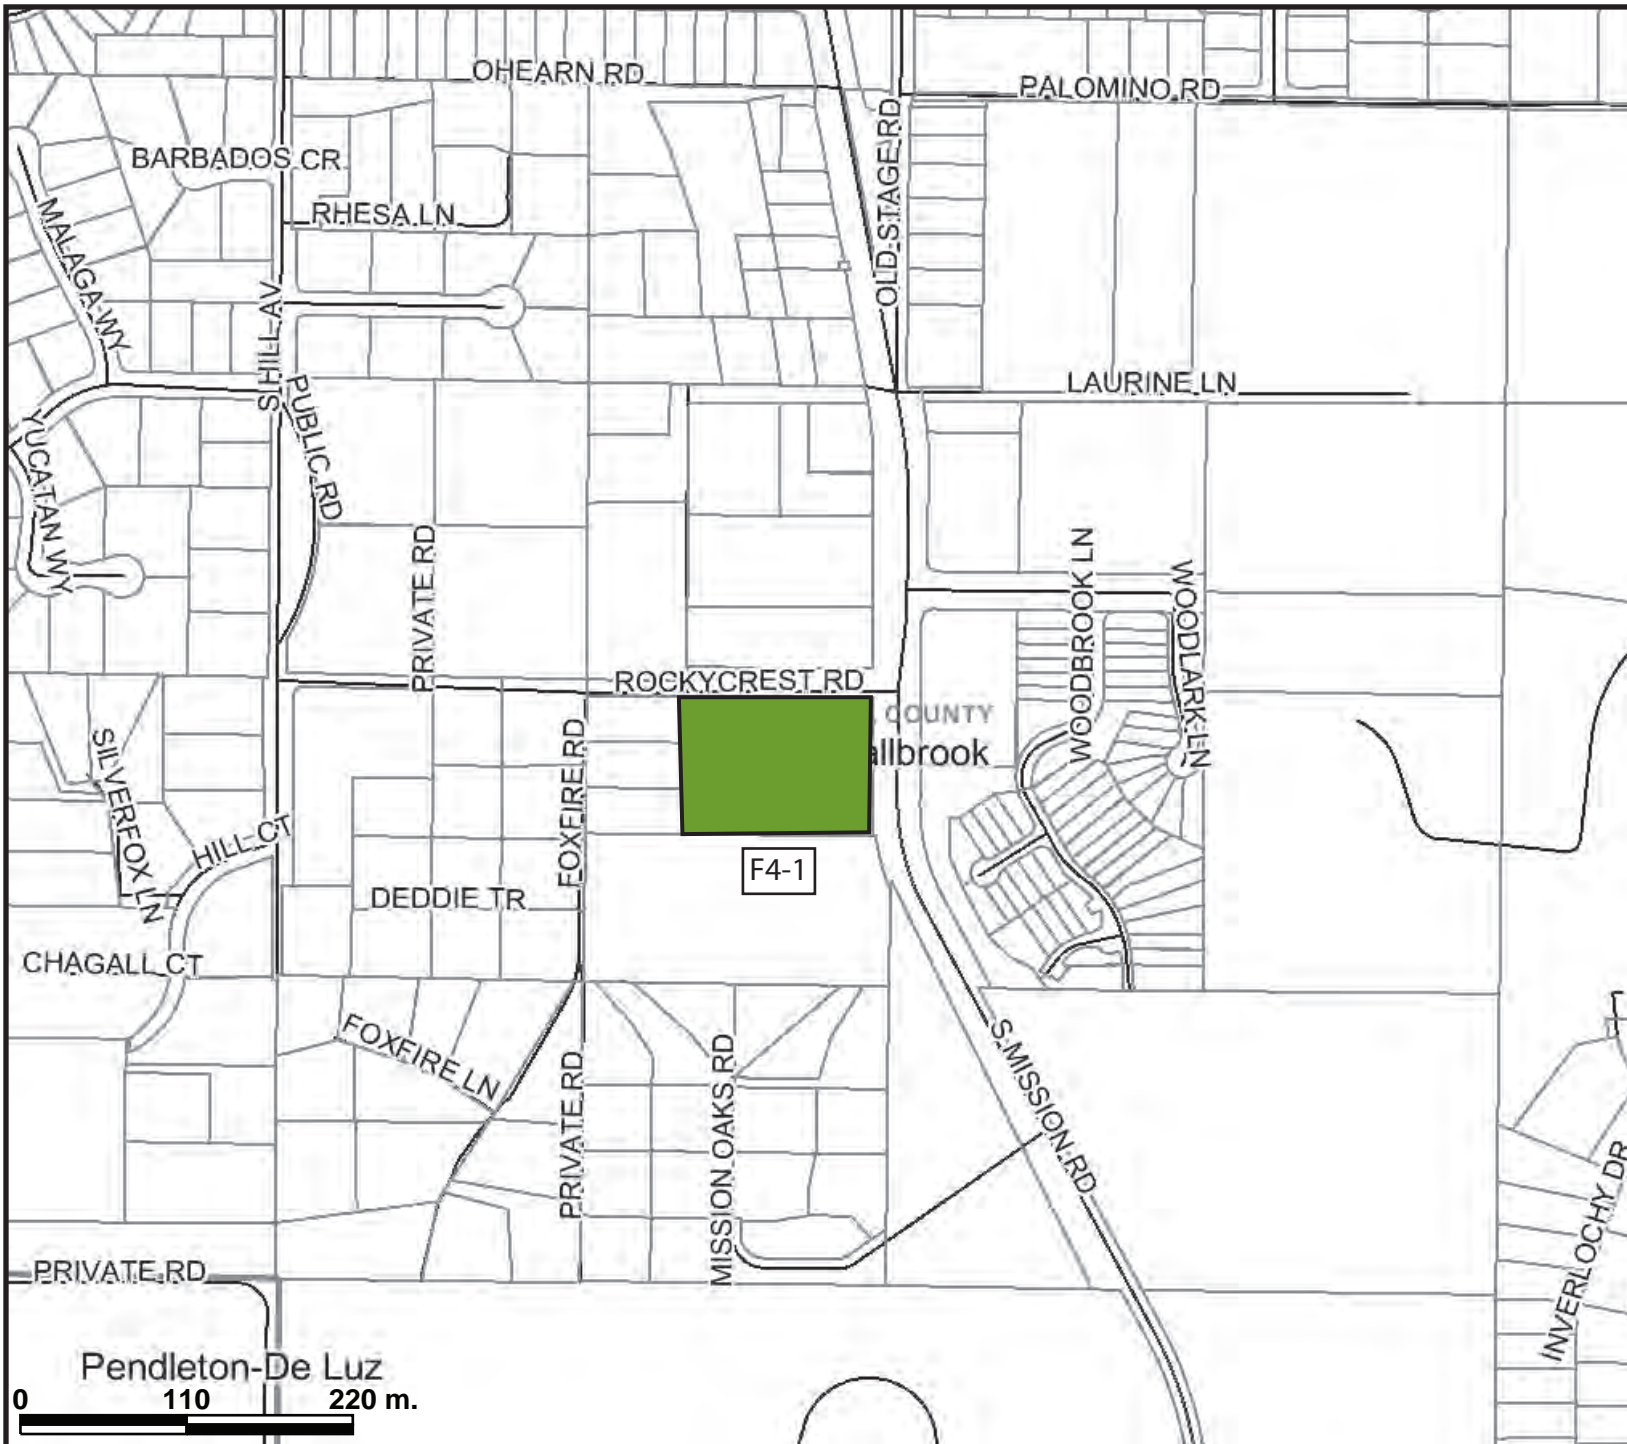 OHEARN RD
PALOMINO RD
BARBADOS CR
OLD STAGE RD
RHESA LN
MALAGA WY
S HILL AV
LAURINE LN
PUBLIC RD
YUCATAN WY
PRIVATE RD
WOODBROOK LN
WOODLARK LN
ROCKYCREST RD
COUNTY
allbrook
SILVERFOX LN
FOXFIRE RD
HILL CT
F4-1
DEDDIE TR
CHAGALL CT
FOXFIRE LN
S MISSION RD
PRIVATE RD
MISSION OAKS RD
INVERLOCHY DR
PRIVATE RD
Pendleton-De Luz
0 110 220 m.